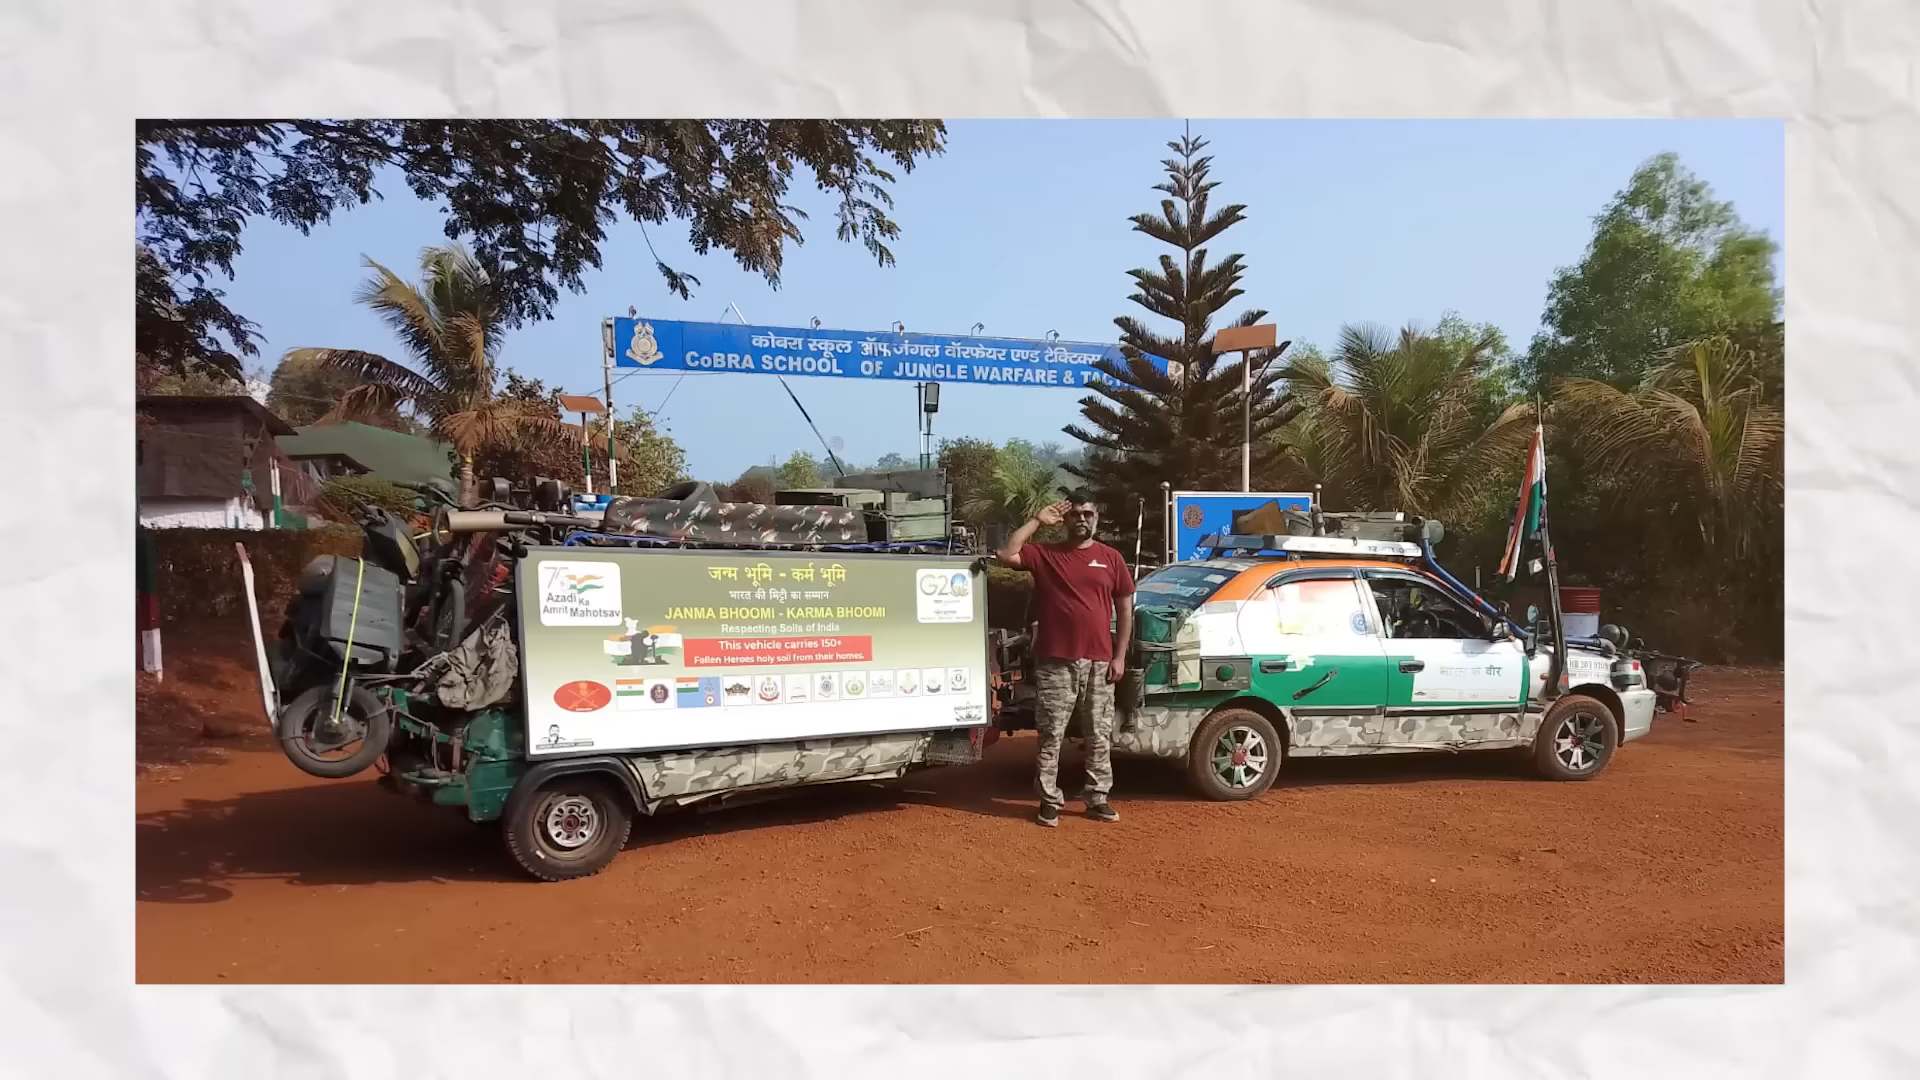 कोबरा स्कूल ऑफ जंगल वॉरफेयर एण्ड टैक्टिक्स
CoBRA SCHOOL OF JUNGLE WARFARE &
75
Azadi Ka
Amrit Mahotsav
जन्म भूमि - कर्म भूमि
भारत की मिट्टी का सम्मान
JANMA BHOOMI - KARMA BHOOMI
Respecting Soils of India
This vehicle carries 150+
Fallen Heroes holy soil from their homes.
G20
भारत के वीर